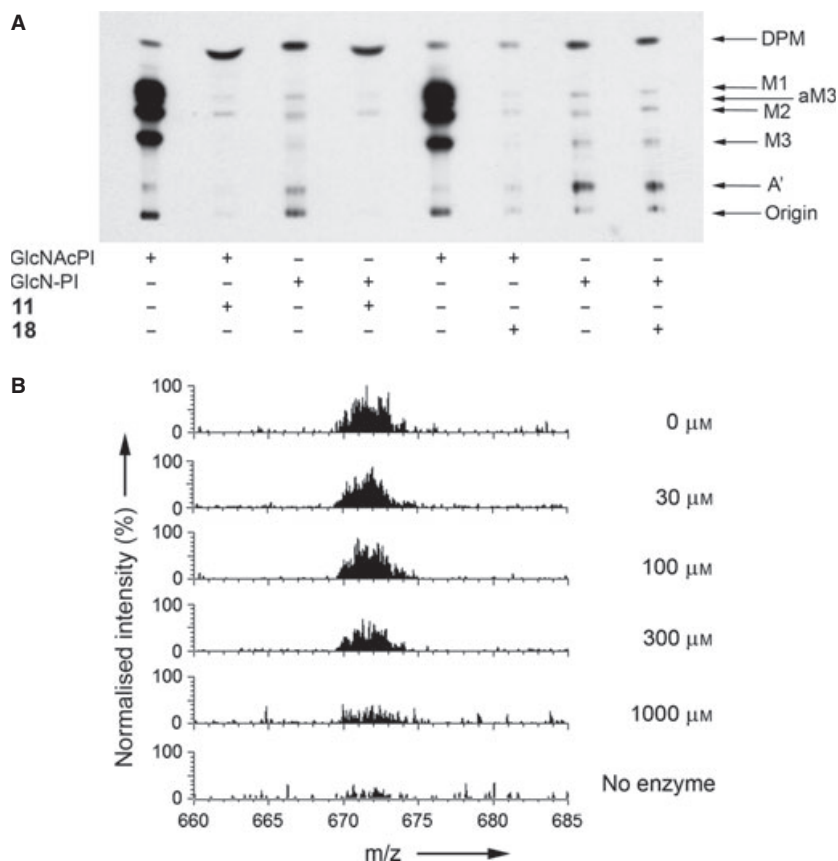 A
DPM
M1
aM3
M2
M3
A'
Origin
GlcNAcPI + + – – + + – –
GlcN-PI – – + + – – + +
11 – + – + – – – –
18 – – – – – + – +
B
Normalised intensity (%)
100
0
0 μM
100
0
30 μM
100
0
100 μM
100
0
300 μM
100
0
1000 μM
100
0
No enzyme
660 665 670 675 680 685
m/z